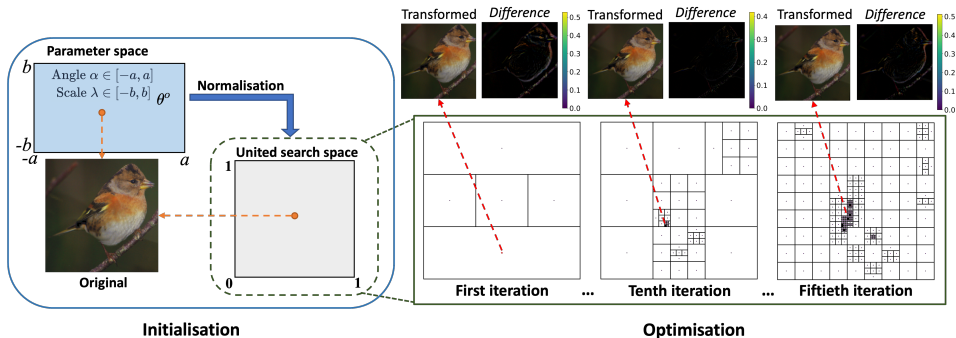 Parameter space
b
Angle α ∈ [−a, a]
Scale λ ∈ [−b, b]
θᵒ
-b
-a
a
Normalisation
United search space
1
0
1
Original
Initialisation
Transformed
Difference
0.5
0.4
0.3
0.2
0.1
0.0
Transformed
Difference
0.4
0.3
0.2
0.1
0.0
Transformed
Difference
0.5
0.4
0.3
0.2
0.1
0.0
First iteration
...
Tenth iteration
...
Fiftieth iteration
Optimisation